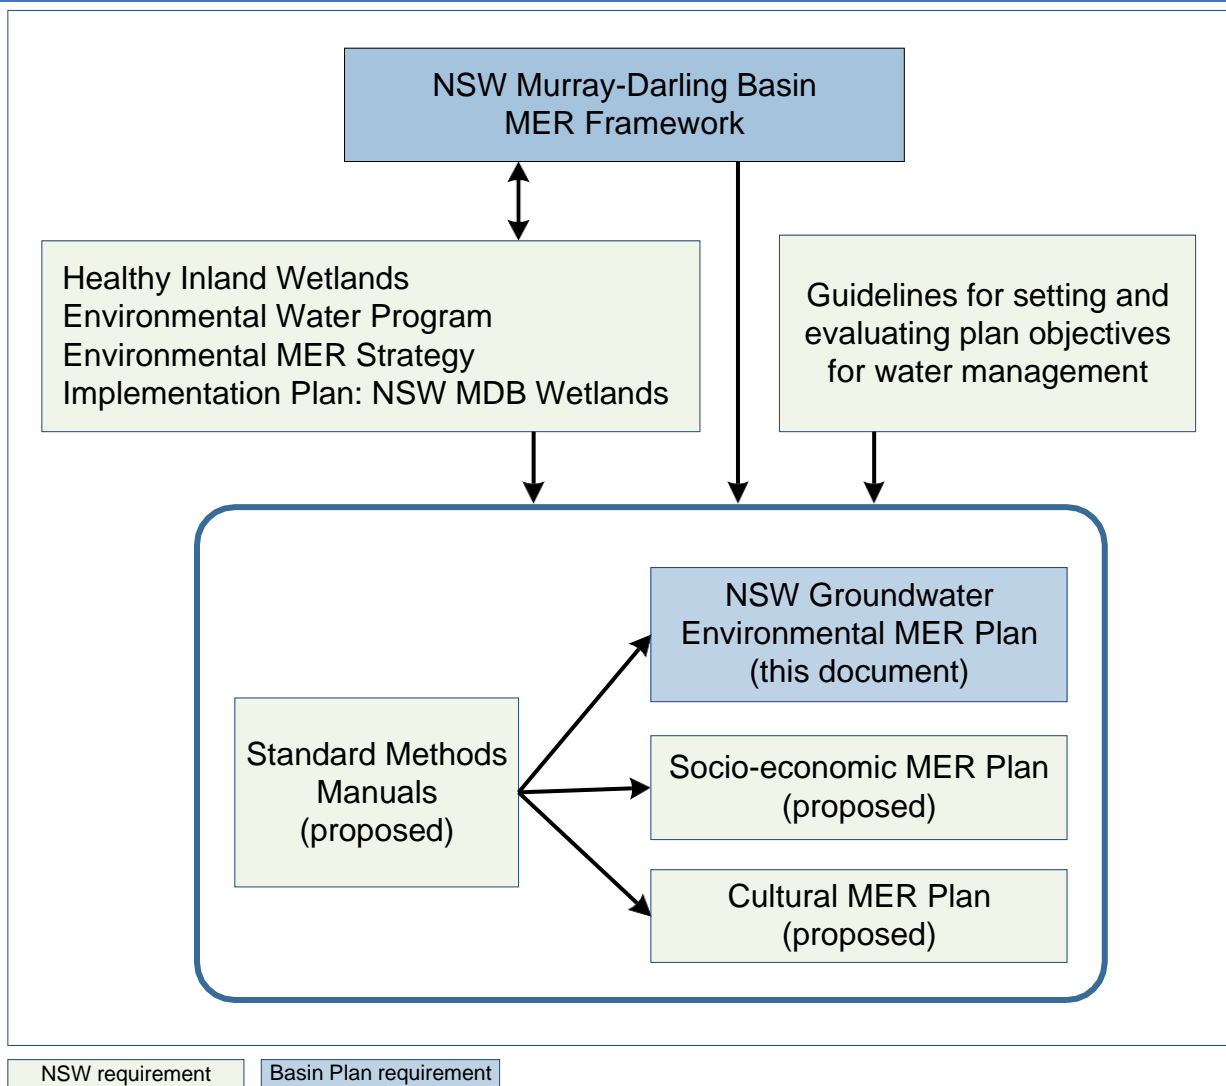 NSW Murray-Darling Basin
MER Framework
Healthy Inland Wetlands
Environmental Water Program
Environmental MER Strategy
Implementation Plan: NSW MDB Wetlands
Guidelines for setting and
evaluating plan objectives
for water management
NSW Groundwater
Environmental MER Plan
(this document)
Standard Methods
Manuals
(proposed)
Socio-economic MER Plan
(proposed)
Cultural MER Plan
(proposed)
NSW requirement
Basin Plan requirement